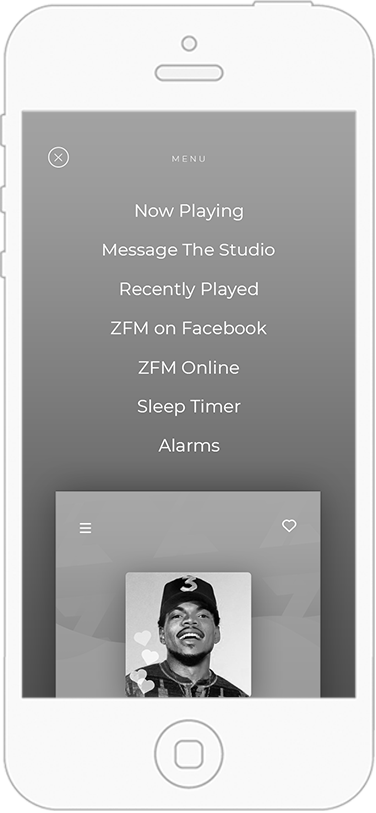 MENU
Now Playing
Message The Studio
Recently Played
ZFM on Facebook
ZFM Online
Sleep Timer
Alarms
3